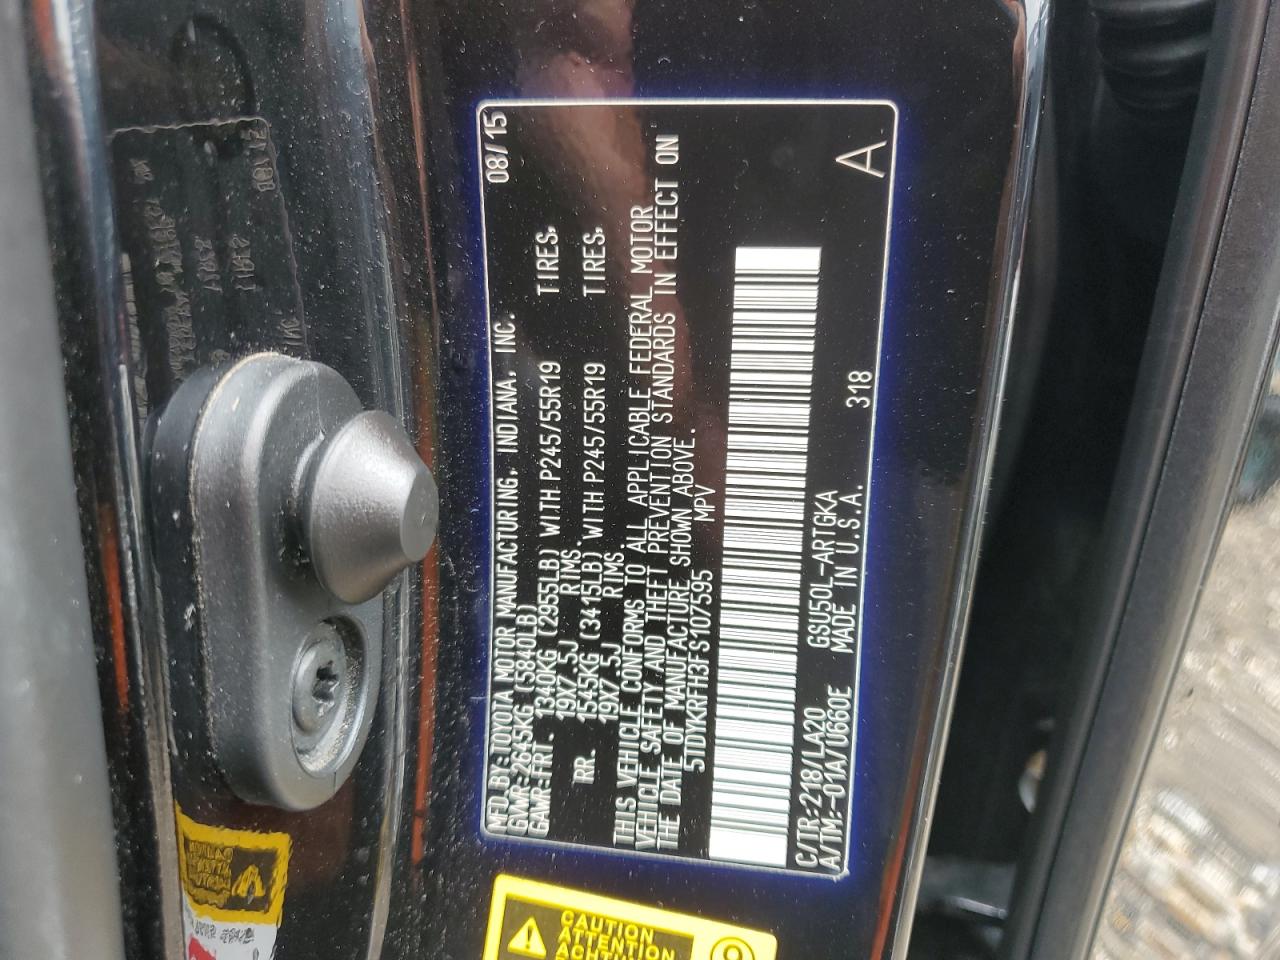 MFD.BY:TOYOTA MOTOR MANUFACTURING, INDIANA, INC. 08/15
GVWR:2645KG(5840LB)
GAWR:FRT. 1340KG (2955LB) WITH P245/55R19 TIRES,
19X7.5J RIMS
RR. 1545KG (3415LB) WITH P245/55R19 TIRES,
19X7.5J RIMS.
THIS VEHICLE CONFORMS TO ALL APPLICABLE FEDERAL MOTOR
VEHICLE SAFETY AND THEFT PREVENTION STANDARDS IN EFFECT ON
THE DATE OF MANUFACTURE SHOWN ABOVE.
5TDYKRFH3FS107595 MPV
C/TR:218/LA20 GSU50L-ARTGKA
A/TM:-01A/U660E MADE IN U.S.A. 318 A
CAUTION
ATTENTION